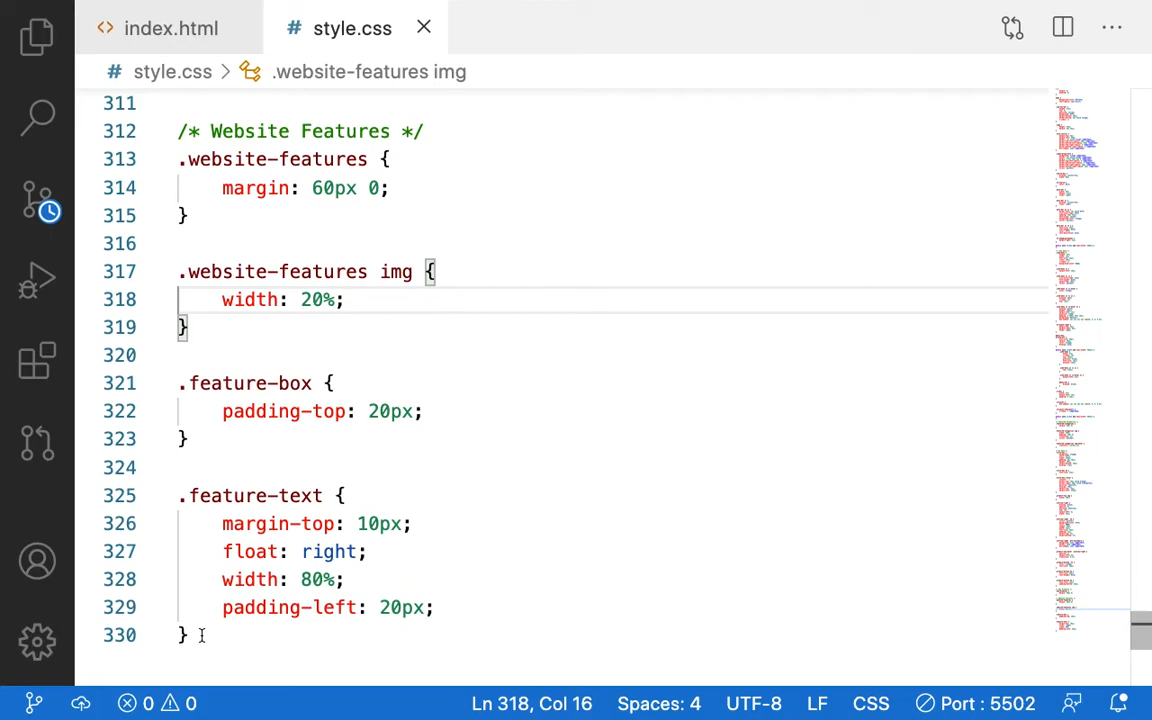 index.html
style.css
style.css > .website-features img
311
312 /* Website Features */
313 .website-features {
314 margin: 60px 0;
315 }
316
317 .website-features img {
318 width: 20%;
319 }
320
321 .feature-box {
322 padding-top: 20px;
323 }
324
325 .feature-text {
326 margin-top: 10px;
327 float: right;
328 width: 80%;
329 padding-left: 20px;
330 }
0 0 Ln 318, Col 16 Spaces: 4 UTF-8 LF CSS Port : 5502